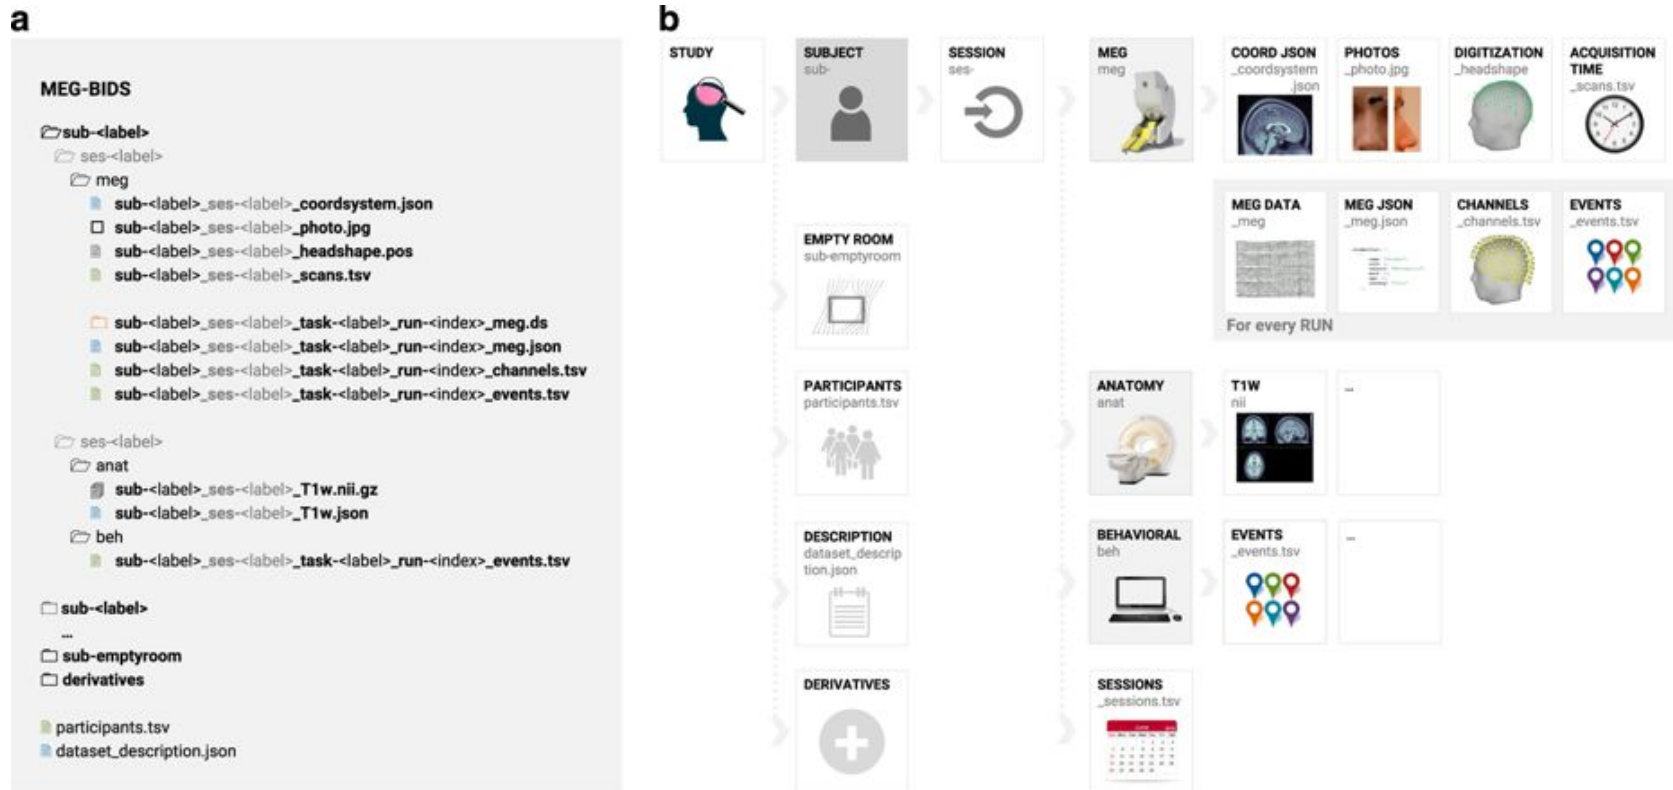 a
MEG-BIDS
sub-<label>
ses-<label>
meg
sub-<label>_ses-<label>_coordsystem.json
sub-<label>_ses-<label>_photo.jpg
sub-<label>_ses-<label>_headshape.pos
sub-<label>_ses-<label>_scans.tsv
sub-<label>_ses-<label>_task-<label>_run-<index>_meg.ds
sub-<label>_ses-<label>_task-<label>_run-<index>_meg.json
sub-<label>_ses-<label>_task-<label>_run-<index>_channels.tsv
sub-<label>_ses-<label>_task-<label>_run-<index>_events.tsv
ses-<label>
anat
sub-<label>_ses-<label>_T1w.nii.gz
sub-<label>_ses-<label>_T1w.json
beh
sub-<label>_ses-<label>_task-<label>_run-<index>_events.tsv
sub-<label>
...
sub-emptyroom
derivatives
participants.tsv
dataset_description.json
b
STUDY
SUBJECT
sub-
SESSION
ses-
MEG
meg
COORD JSON
_coordsystem
.json
PHOTOS
_photo.jpg
DIGITIZATION
_headshape
ACQUISITION
TIME
_scans.tsv
MEG DATA
_meg
MEG JSON
_meg.json
CHANNELS
_channels.tsv
EVENTS
_events.tsv
For every RUN
EMPTY ROOM
sub-emptyroom
PARTICIPANTS
participants.tsv
ANATOMY
anat
T1W
nii
...
DESCRIPTION
dataset_descrip
tion.json
BEHAVIORAL
beh
EVENTS
_events.tsv
...
DERIVATIVES
SESSIONS
_sessions.tsv